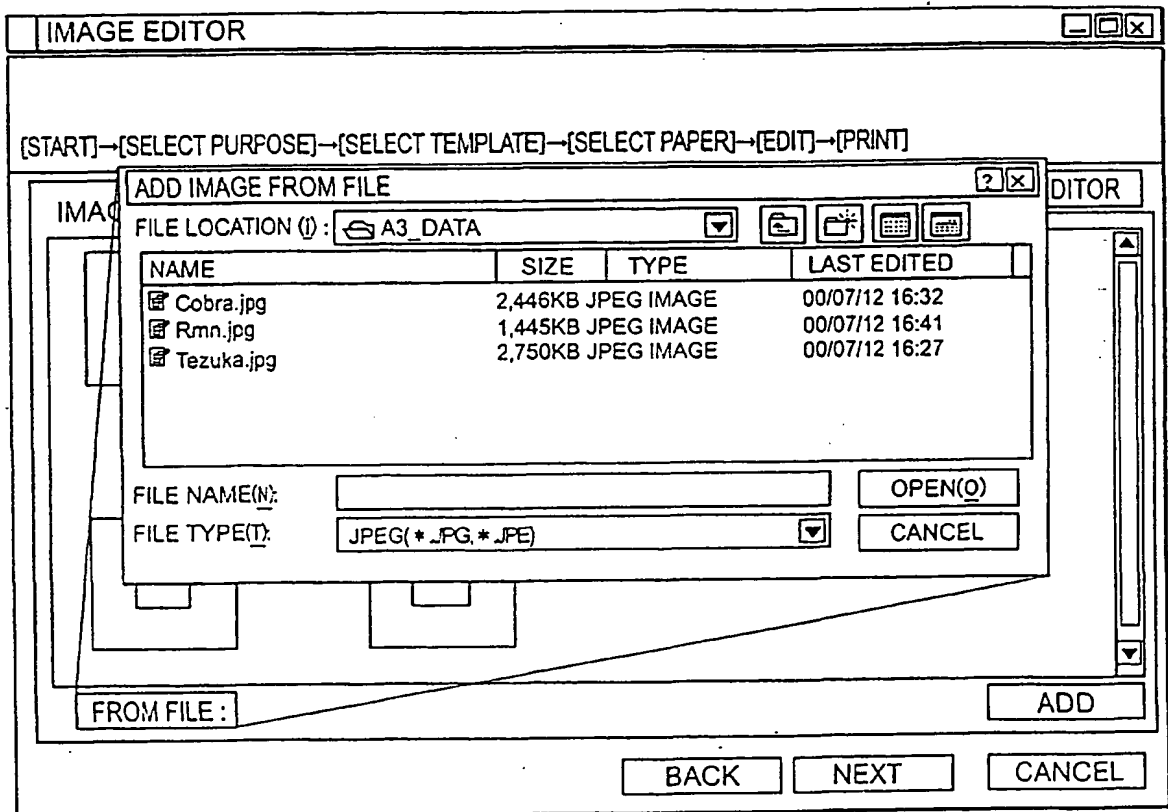 IMAGE EDITOR
[START]→[SELECT PURPOSE]→[SELECT TEMPLATE]→[SELECT PAPER]→[EDIT]→[PRINT]
ADD IMAGE FROM FILE
IMAG
DITOR
FILE LOCATION (I) : A3_DATA
NAME SIZE TYPE LAST EDITED
Cobra.jpg 2,446KB JPEG IMAGE 00/07/12 16:32
Rmn.jpg 1,445KB JPEG IMAGE 00/07/12 16:41
Tezuka.jpg 2,750KB JPEG IMAGE 00/07/12 16:27
FILE NAME(N): OPEN(O)
FILE TYPE(T): JPEG(*.JPG,*.JPE) CANCEL
FROM FILE : ADD
BACK NEXT CANCEL